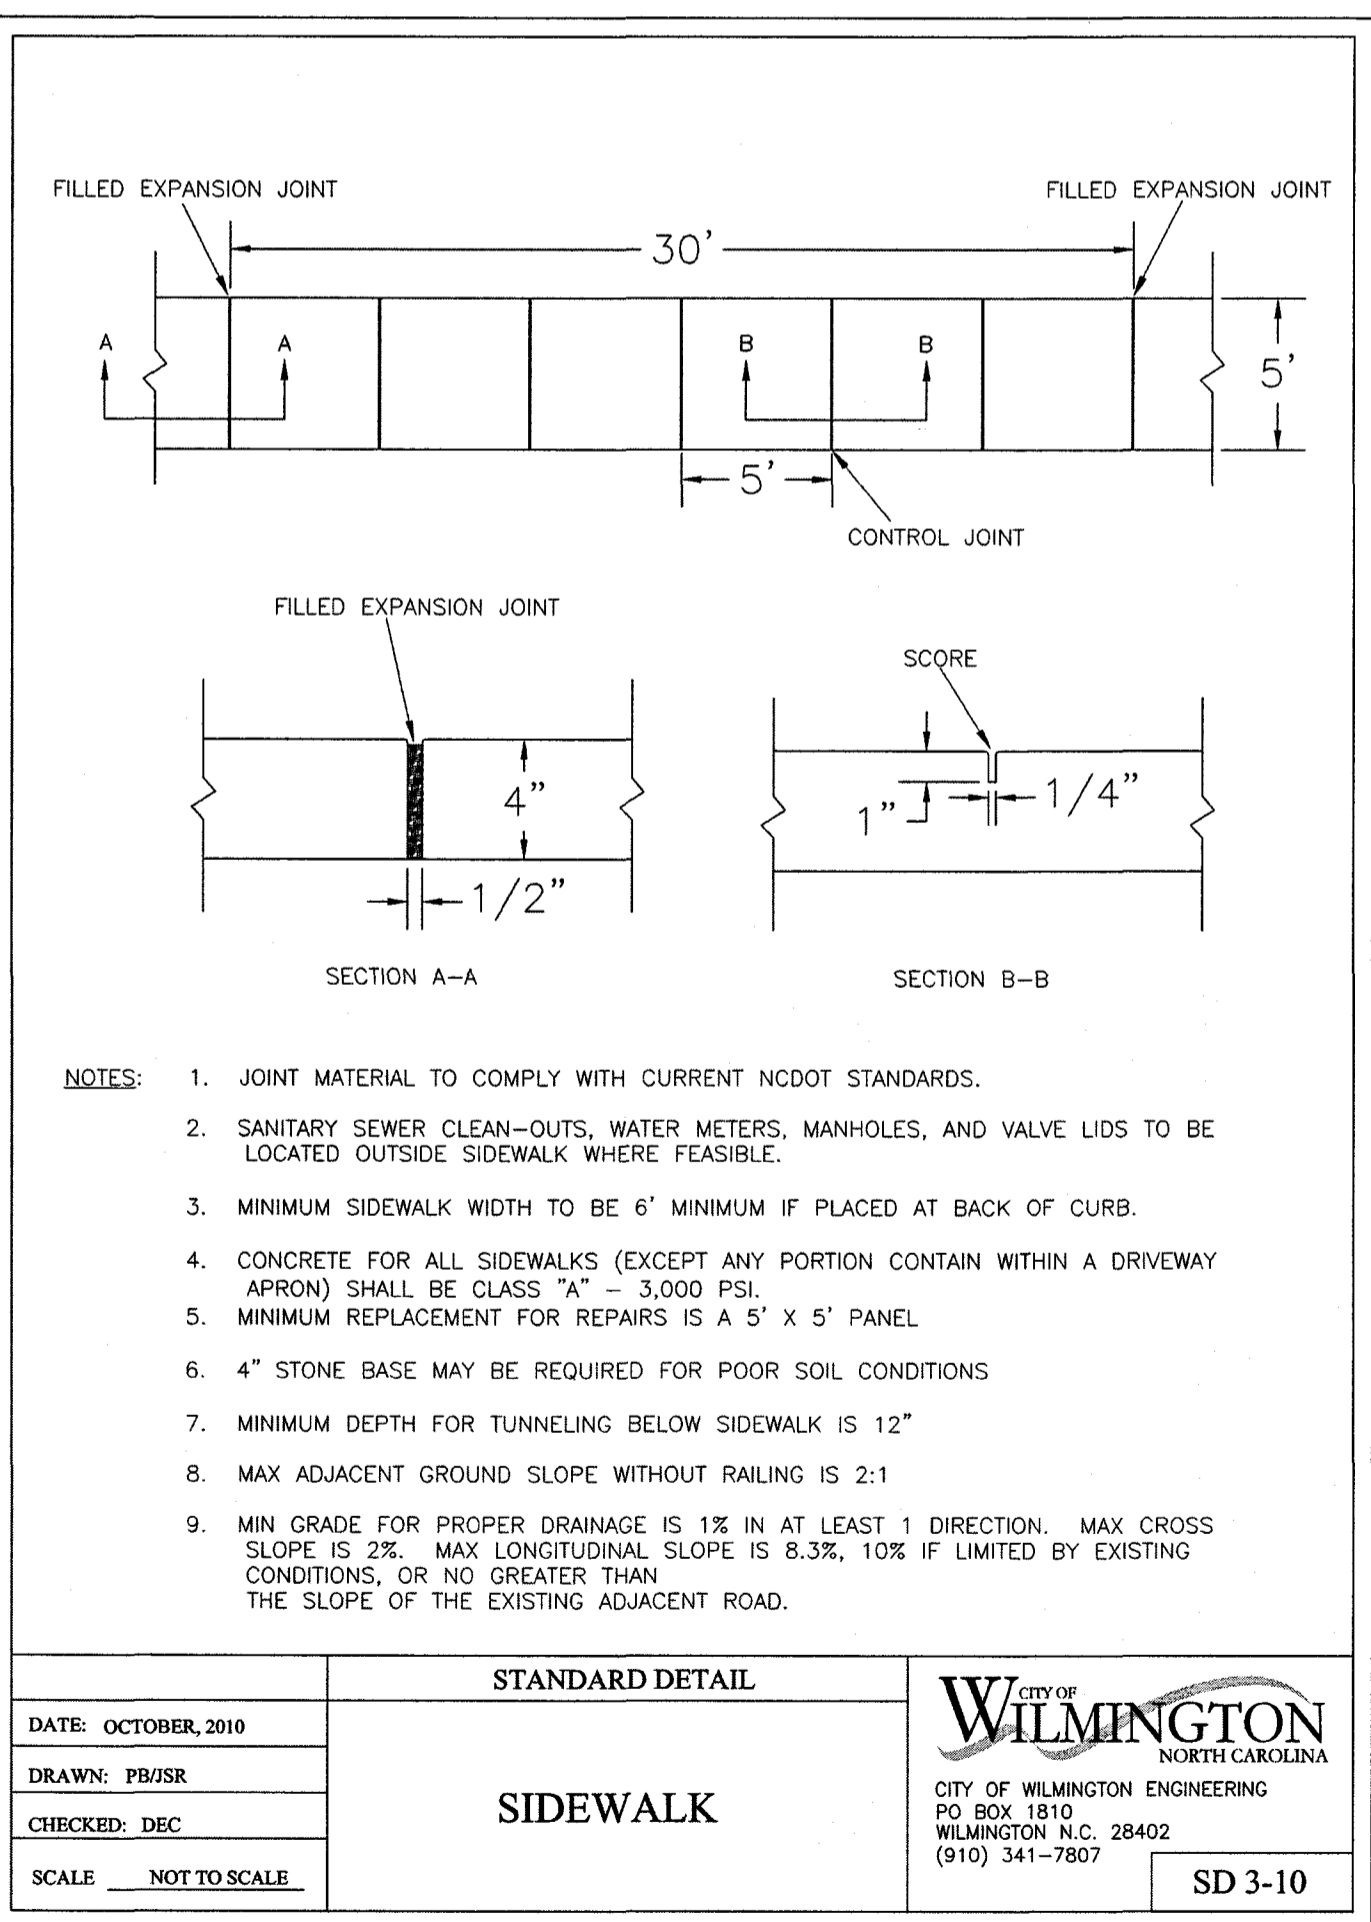 FILLED EXPANSION JOINT
FILLED EXPANSION JOINT
30'
A
A
B
B
5'
5'
CONTROL JOINT
FILLED EXPANSION JOINT
SCORE
4"
1"
1/4"
1/2"
SECTION A-A
SECTION B-B
NOTES: 1. JOINT MATERIAL TO COMPLY WITH CURRENT NCDOT STANDARDS.
2. SANITARY SEWER CLEAN-OUTS, WATER METERS, MANHOLES, AND VALVE LIDS TO BE
LOCATED OUTSIDE SIDEWALK WHERE FEASIBLE.
3. MINIMUM SIDEWALK WIDTH TO BE 6' MINIMUM IF PLACED AT BACK OF CURB.
4. CONCRETE FOR ALL SIDEWALKS (EXCEPT ANY PORTION CONTAIN WITHIN A DRIVEWAY
APRON) SHALL BE CLASS "A" - 3,000 PSI.
5. MINIMUM REPLACEMENT FOR REPAIRS IS A 5' X 5' PANEL
6. 4" STONE BASE MAY BE REQUIRED FOR POOR SOIL CONDITIONS
7. MINIMUM DEPTH FOR TUNNELING BELOW SIDEWALK IS 12"
8. MAX ADJACENT GROUND SLOPE WITHOUT RAILING IS 2:1
9. MIN GRADE FOR PROPER DRAINAGE IS 1% IN AT LEAST 1 DIRECTION. MAX CROSS
SLOPE IS 2%. MAX LONGITUDINAL SLOPE IS 8.3%, 10% IF LIMITED BY EXISTING
CONDITIONS, OR NO GREATER THAN
THE SLOPE OF THE EXISTING ADJACENT ROAD.
STANDARD DETAIL
DATE: OCTOBER, 2010
DRAWN: PB/JSR
CHECKED: DEC
SCALE NOT TO SCALE
SIDEWALK
CITY OF
WILMINGTON
NORTH CAROLINA
CITY OF WILMINGTON ENGINEERING
PO BOX 1810
WILMINGTON N.C. 28402
(910) 341-7807
SD 3-10